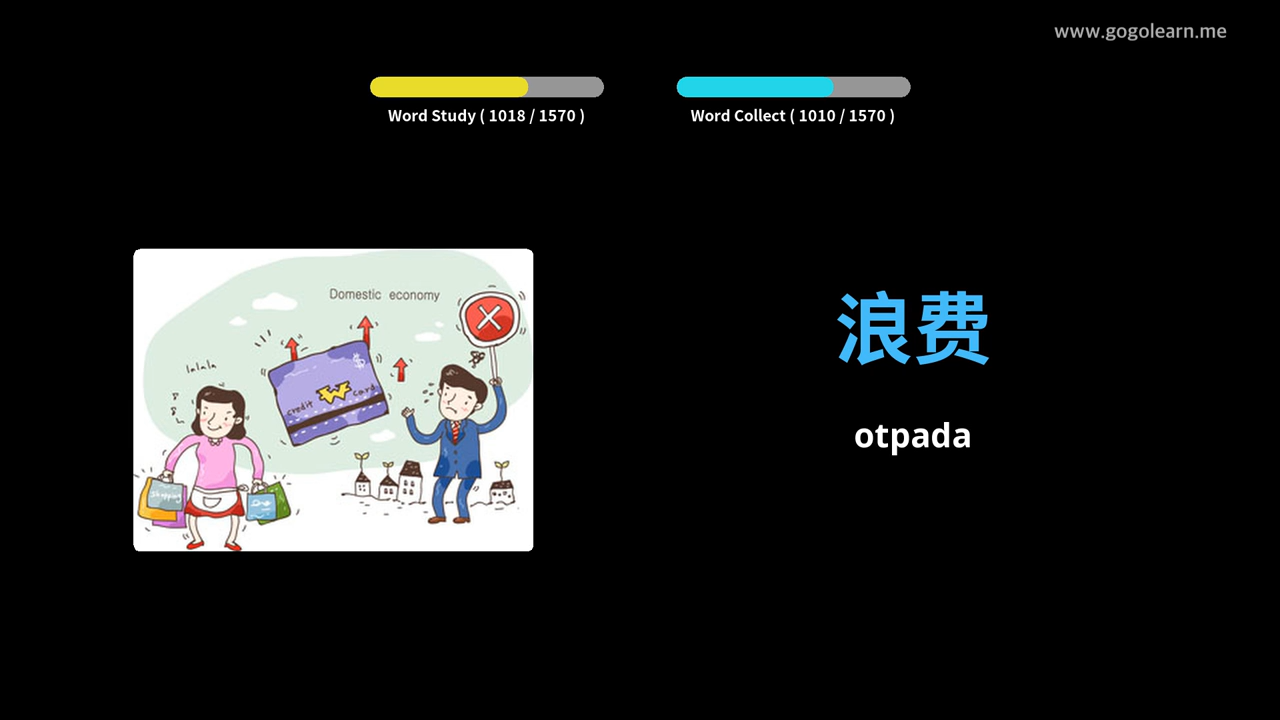 www.gogolearn.me
Word Study ( 1018 / 1570 )
Word Collect ( 1010 / 1570 )
Domestic economy
lalala
credit card
Shopping
浪费
otpada